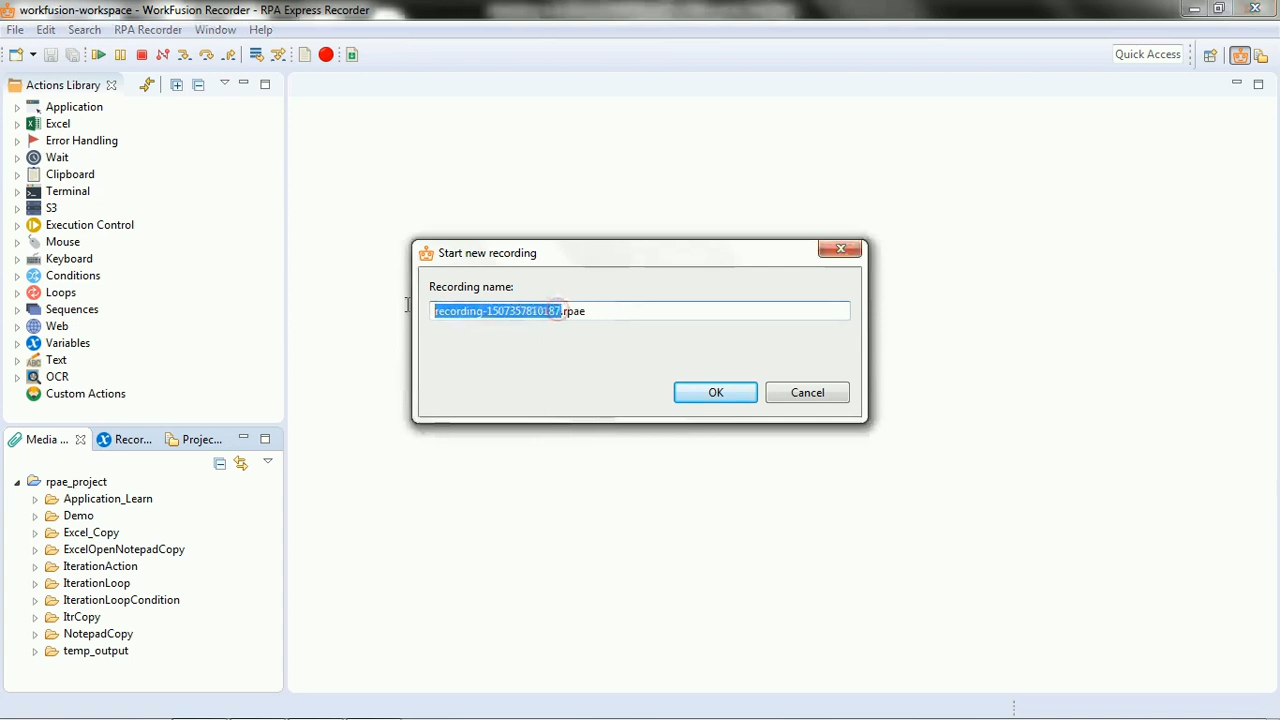 workfusion-workspace - WorkFusion Recorder - RPA Express Recorder
File Edit Search RPA Recorder Window Help
Quick Access
Actions Library
Application
Excel
Error Handling
Wait
Clipboard
Terminal
S3
Execution Control
Mouse
Keyboard
Conditions
Loops
Sequences
Web
Variables
Text
OCR
Custom Actions
Start new recording
Recording name:
recording-1507357810187.rpae
OK Cancel
Media ... Recor... Projec...
rpae_project
Application_Learn
Demo
Excel_Copy
ExcelOpenNotepadCopy
IterationAction
IterationLoop
IterationLoopCondition
ItrCopy
NotepadCopy
temp_output